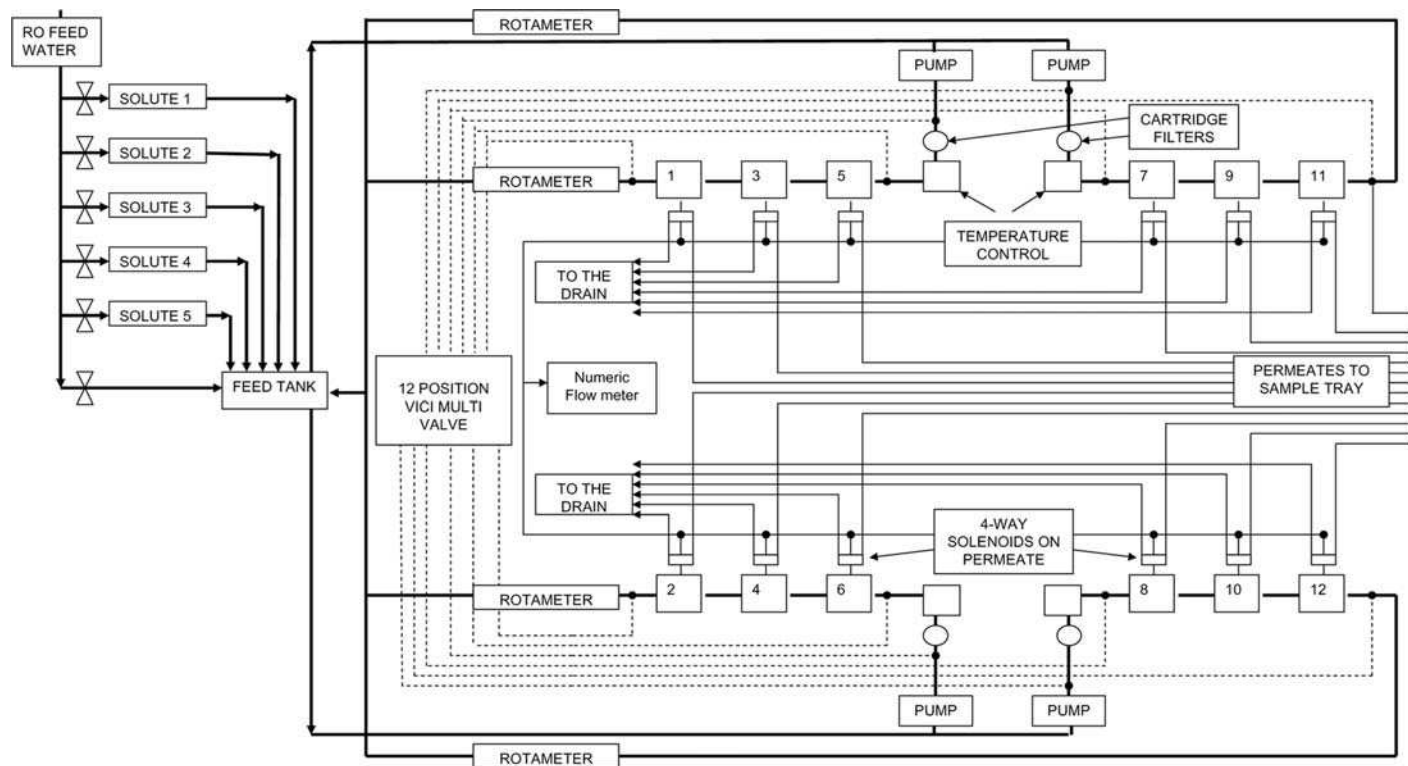 RO FEED
WATER
ROTAMETER
PUMP
PUMP
SOLUTE 1
CARTRIDGE
FILTERS
SOLUTE 2
ROTAMETER
1
3
5
7
9
11
SOLUTE 3
TEMPERATURE
CONTROL
SOLUTE 4
TO THE
DRAIN
SOLUTE 5
FEED TANK
12 POSITION
VICI MULTI
VALVE
Numeric
Flow meter
PERMEATES TO
SAMPLE TRAY
TO THE
DRAIN
4-WAY
SOLENOIDS ON
PERMEATE
ROTAMETER
2
4
6
8
10
12
PUMP
PUMP
ROTAMETER